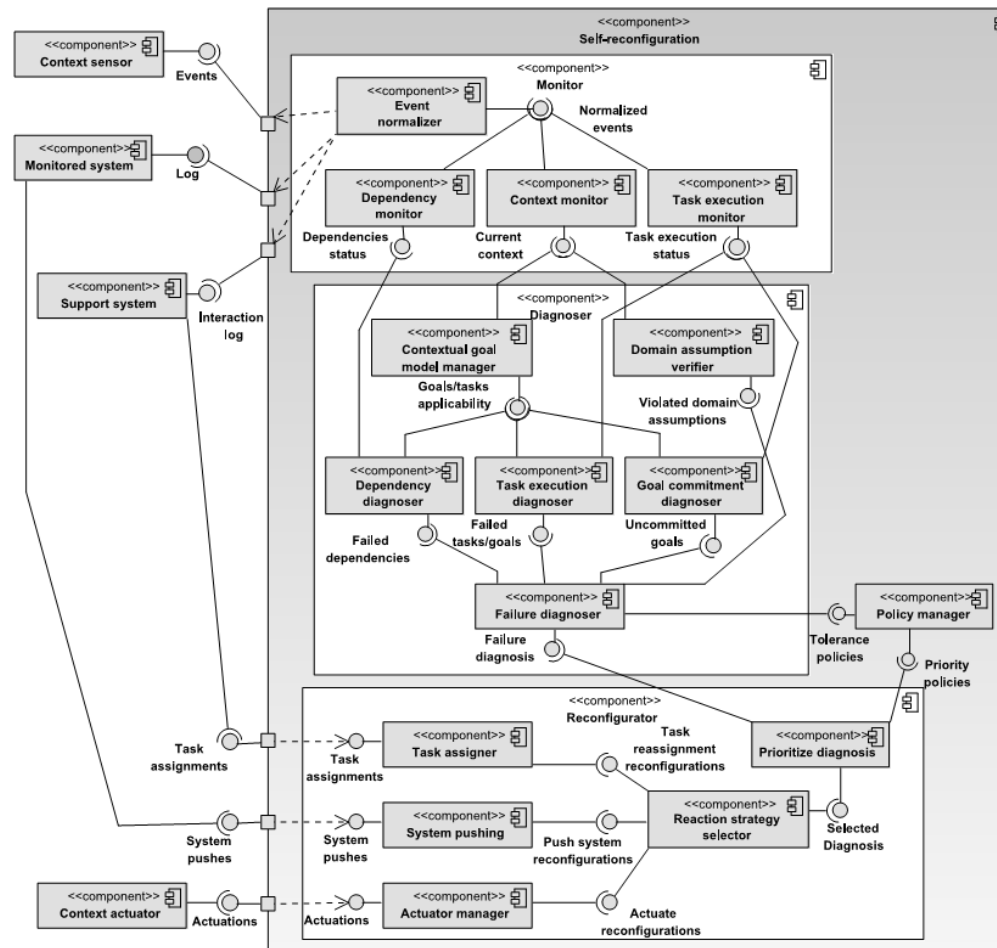 <<component>>
Self-reconfiguration
<<component>>
Context sensor
Events
<<component>>
Monitor
<<component>>
Event
normalizer
Normalized
events
<<component>>
Monitored system
Log
<<component>>
Dependency
monitor
<<component>>
Context monitor
<<component>>
Task execution
monitor
Dependencies
status
Current
context
Task execution
status
<<component>>
Support system
Interaction
log
<<component>>
Diagnoser
<<component>>
Contextual goal
model manager
<<component>>
Domain assumption
verifier
Goals/tasks
applicability
Violated domain
assumptions
<<component>>
Dependency
diagnoser
<<component>>
Task execution
diagnoser
<<component>>
Goal commitment
diagnoser
Failed
dependencies
Failed
tasks/goals
Uncommitted
goals
<<component>>
Failure diagnoser
<<component>>
Policy manager
Failure
diagnosis
Tolerance
policies
Priority
policies
<<component>>
Reconfigurator
Task
assignments
Task
assignments
<<component>>
Task assigner
Task
reassignment
reconfigurations
<<component>>
Prioritize diagnosis
System
pushes
System
pushes
<<component>>
System pushing
Push system
reconfigurations
<<component>>
Reaction strategy
selector
Selected
Diagnosis
<<component>>
Context actuator
Actuations
Actuations
<<component>>
Actuator manager
Actuate
reconfigurations